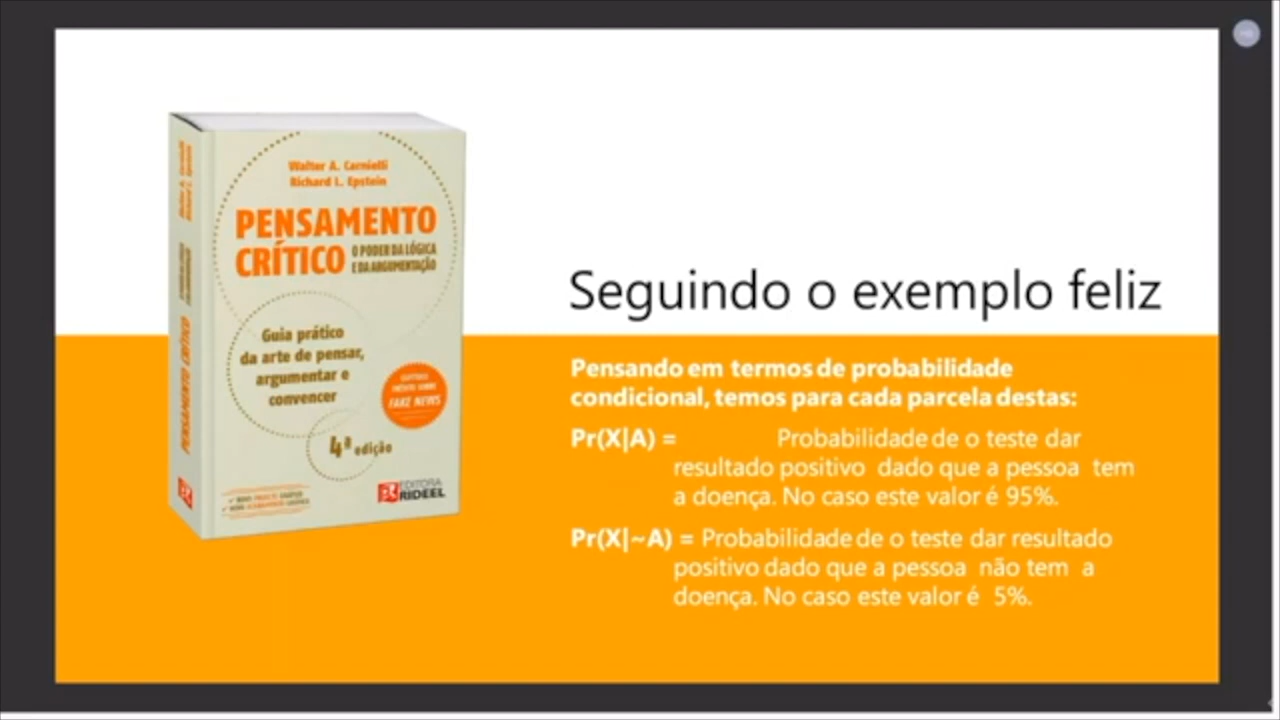 Walter A. Carnielli
Richard L. Epstein
PENSAMENTO
CRÍTICO
O PODER DA LÓGICA
E DA ARGUMENTAÇÃO
Guia prático
da arte de pensar,
argumentar e
convencer
FAKE NEWS
4ª edição
EDITORA
RIDEEL
PENSAMENTO CRÍTICO
Seguindo o exemplo feliz
Pensando em termos de probabilidade
condicional, temos para cada parcela destas:
Pr(X|A) = Probabilidade de o teste dar
resultado positivo dado que a pessoa tem
a doença. No caso este valor é 95%.
Pr(X|~A) = Probabilidade de o teste dar resultado
positivo dado que a pessoa não tem a
doença. No caso este valor é 5%.